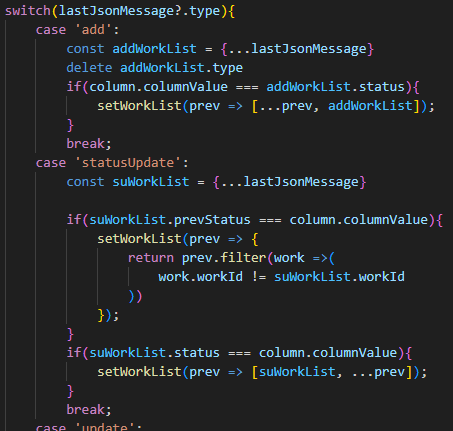 switch(lastJsonMessage?.type){
    case 'add':
        const addWorkList = {...lastJsonMessage}
        delete addWorkList.type
        if(column.columnValue === addWorkList.status){
            setWorkList(prev => [...prev, addWorkList]);
        }
        break;
    case 'statusUpdate':
        const suWorkList = {...lastJsonMessage}

        if(suWorkList.prevStatus === column.columnValue){
            setWorkList(prev => {
                return prev.filter(work =>(
                    work.workId != suWorkList.workId
                ))
            });
        }
        if(suWorkList.status === column.columnValue){
            setWorkList(prev => [suWorkList, ...prev]);
        }
        break;
    case 'update':